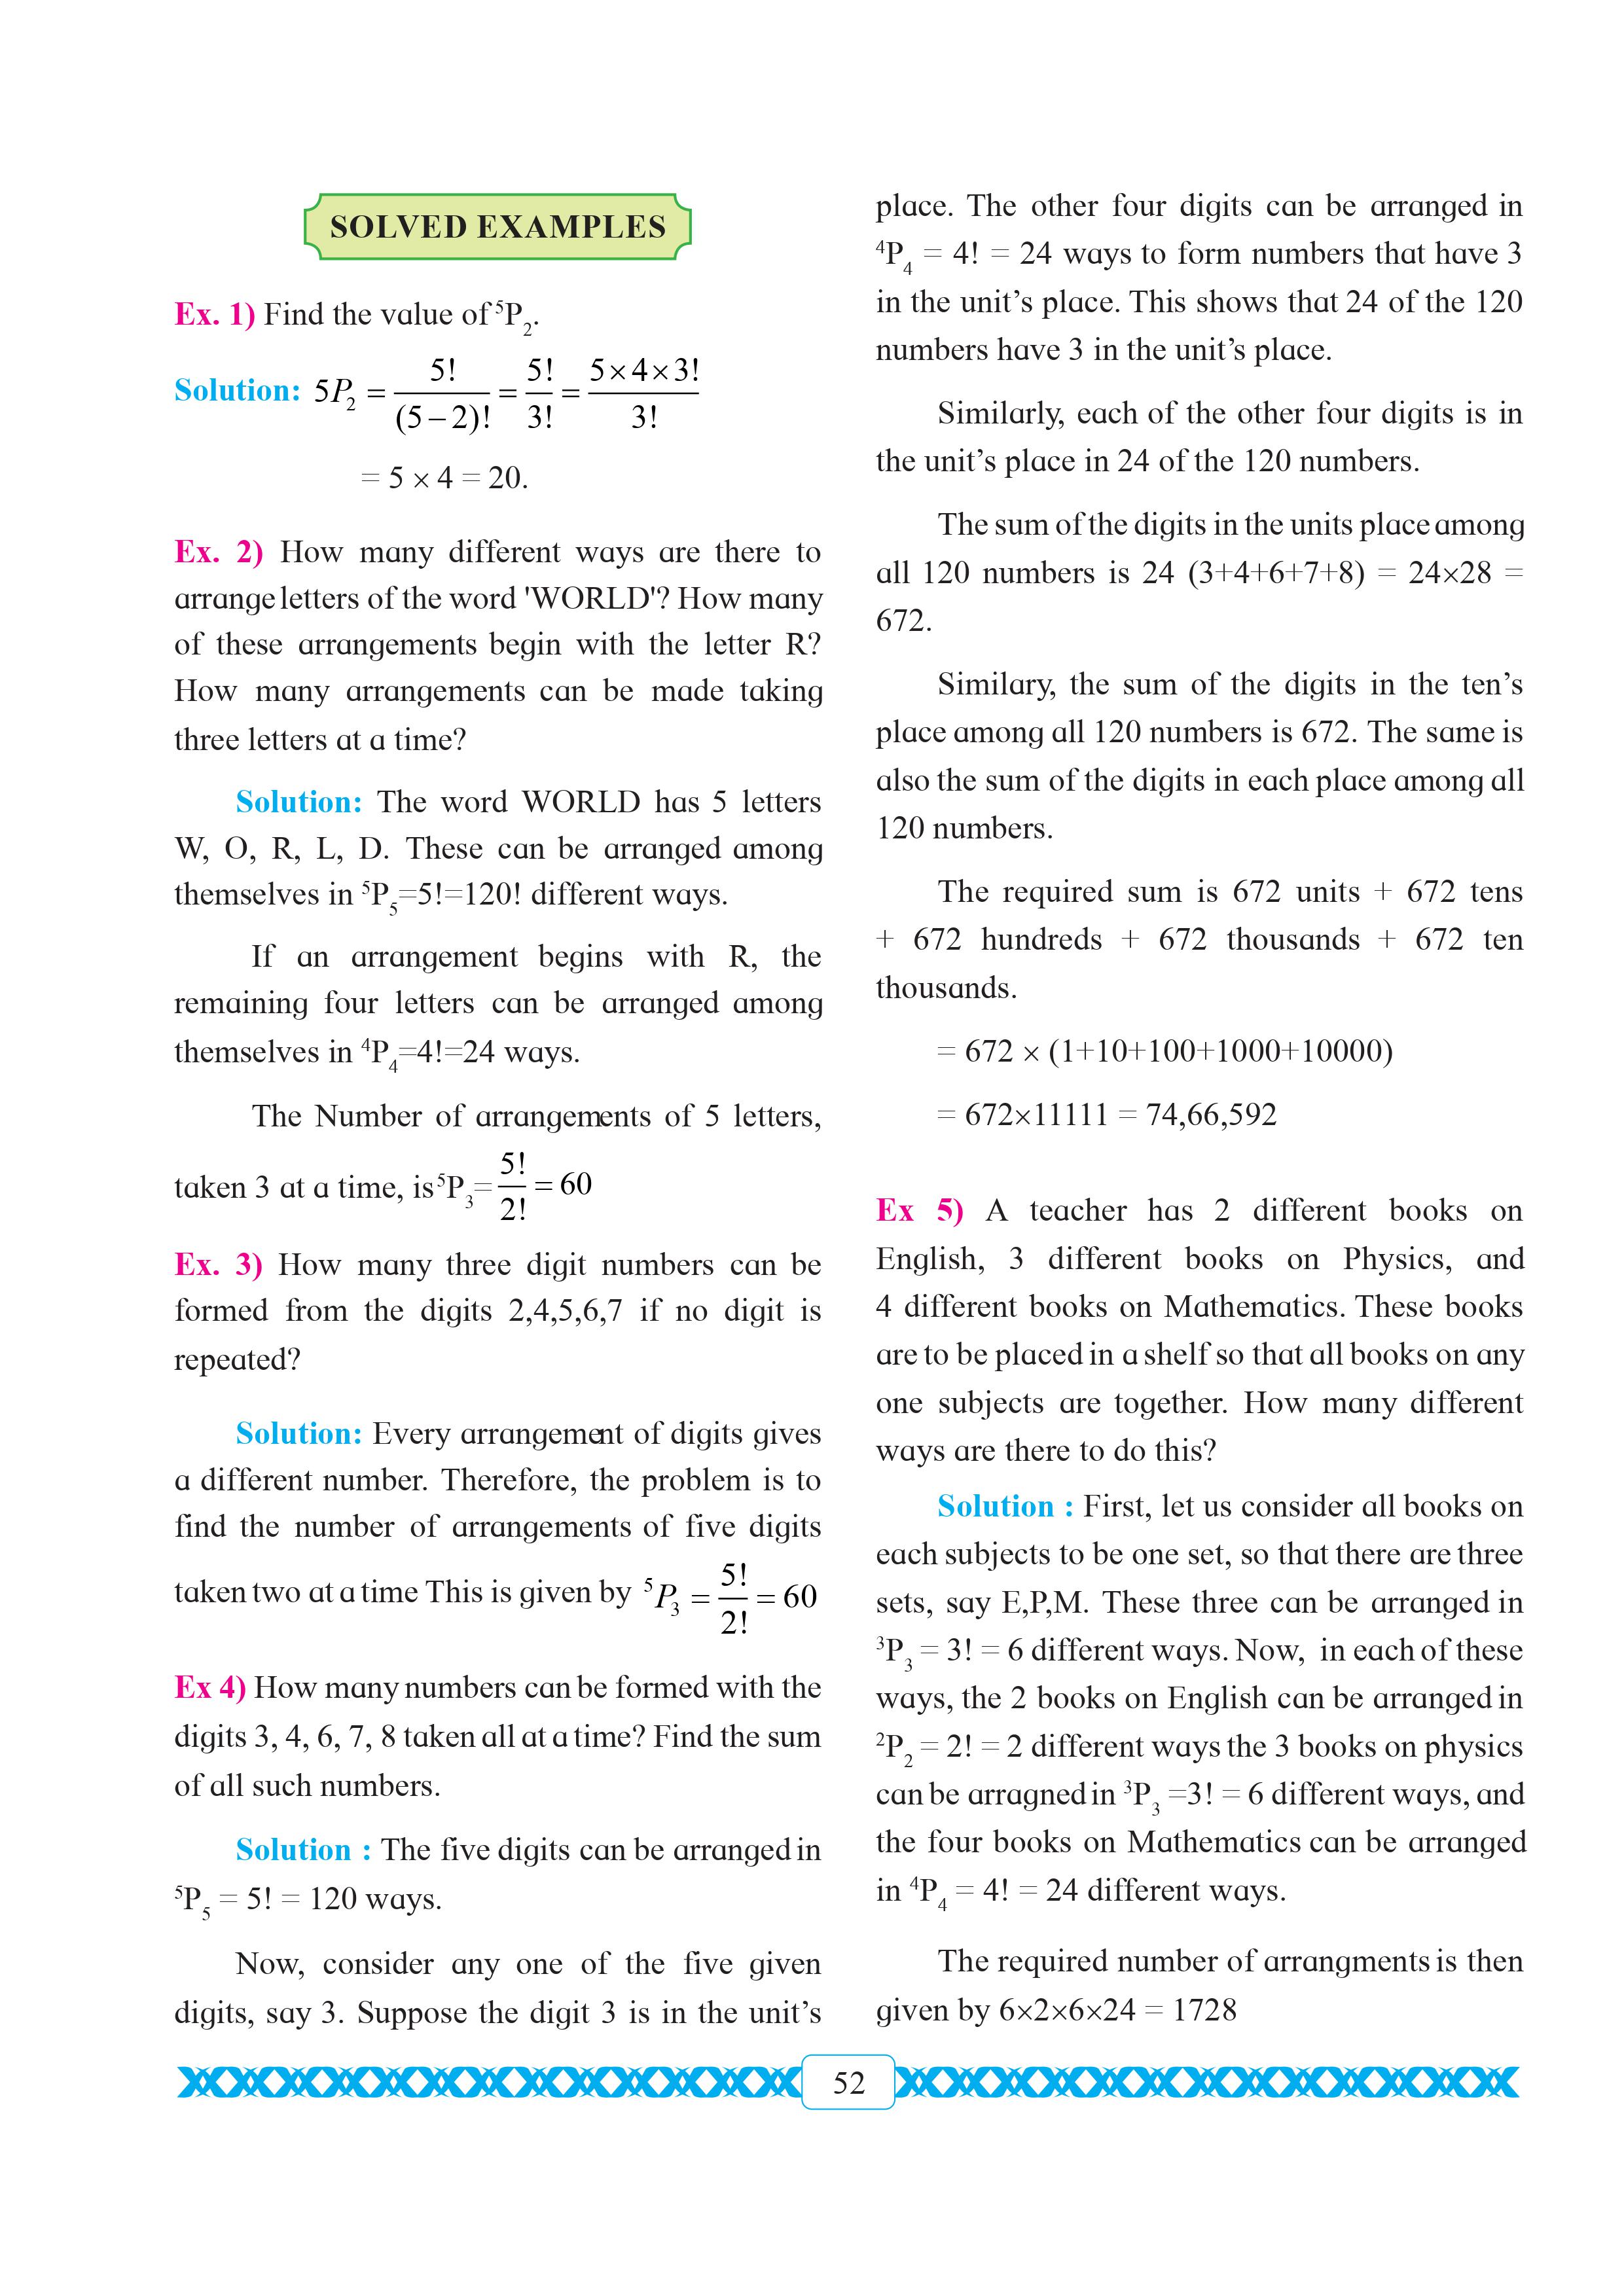 SOLVED EXAMPLES
Ex. 1) Find the value of ⁵P₂.
Solution: 5P₂ = 5!/(5−2)! = 5!/3! = 5×4×3!/3!
= 5 × 4 = 20.
Ex. 2) How many different ways are there to
arrange letters of the word 'WORLD'? How many
of these arrangements begin with the letter R?
How many arrangements can be made taking
three letters at a time?
Solution: The word WORLD has 5 letters
W, O, R, L, D. These can be arranged among
themselves in ⁵P₅=5!=120! different ways.
If an arrangement begins with R, the
remaining four letters can be arranged among
themselves in ⁴P₄=4!=24 ways.
The Number of arrangements of 5 letters,
taken 3 at a time, is ⁵P₃= 5!/2! = 60
Ex. 3) How many three digit numbers can be
formed from the digits 2,4,5,6,7 if no digit is
repeated?
Solution: Every arrangement of digits gives
a different number. Therefore, the problem is to
find the number of arrangements of five digits
taken two at a time This is given by ⁵P₃ = 5!/2! = 60
Ex 4) How many numbers can be formed with the
digits 3, 4, 6, 7, 8 taken all at a time? Find the sum
of all such numbers.
Solution : The five digits can be arranged in
⁵P₅ = 5! = 120 ways.
Now, consider any one of the five given
digits, say 3. Suppose the digit 3 is in the unit’s
place. The other four digits can be arranged in
⁴P₄ = 4! = 24 ways to form numbers that have 3
in the unit’s place. This shows that 24 of the 120
numbers have 3 in the unit’s place.
Similarly, each of the other four digits is in
the unit’s place in 24 of the 120 numbers.
The sum of the digits in the units place among
all 120 numbers is 24 (3+4+6+7+8) = 24×28 =
672.
Similary, the sum of the digits in the ten’s
place among all 120 numbers is 672. The same is
also the sum of the digits in each place among all
120 numbers.
The required sum is 672 units + 672 tens
+ 672 hundreds + 672 thousands + 672 ten
thousands.
= 672 × (1+10+100+1000+10000)
= 672×11111 = 74,66,592
Ex 5) A teacher has 2 different books on
English, 3 different books on Physics, and
4 different books on Mathematics. These books
are to be placed in a shelf so that all books on any
one subjects are together. How many different
ways are there to do this?
Solution : First, let us consider all books on
each subjects to be one set, so that there are three
sets, say E,P,M. These three can be arranged in
³P₃ = 3! = 6 different ways. Now, in each of these
ways, the 2 books on English can be arranged in
²P₂ = 2! = 2 different ways the 3 books on physics
can be arragned in ³P₃ =3! = 6 different ways, and
the four books on Mathematics can be arranged
in ⁴P₄ = 4! = 24 different ways.
The required number of arrangments is then
given by 6×2×6×24 = 1728
52